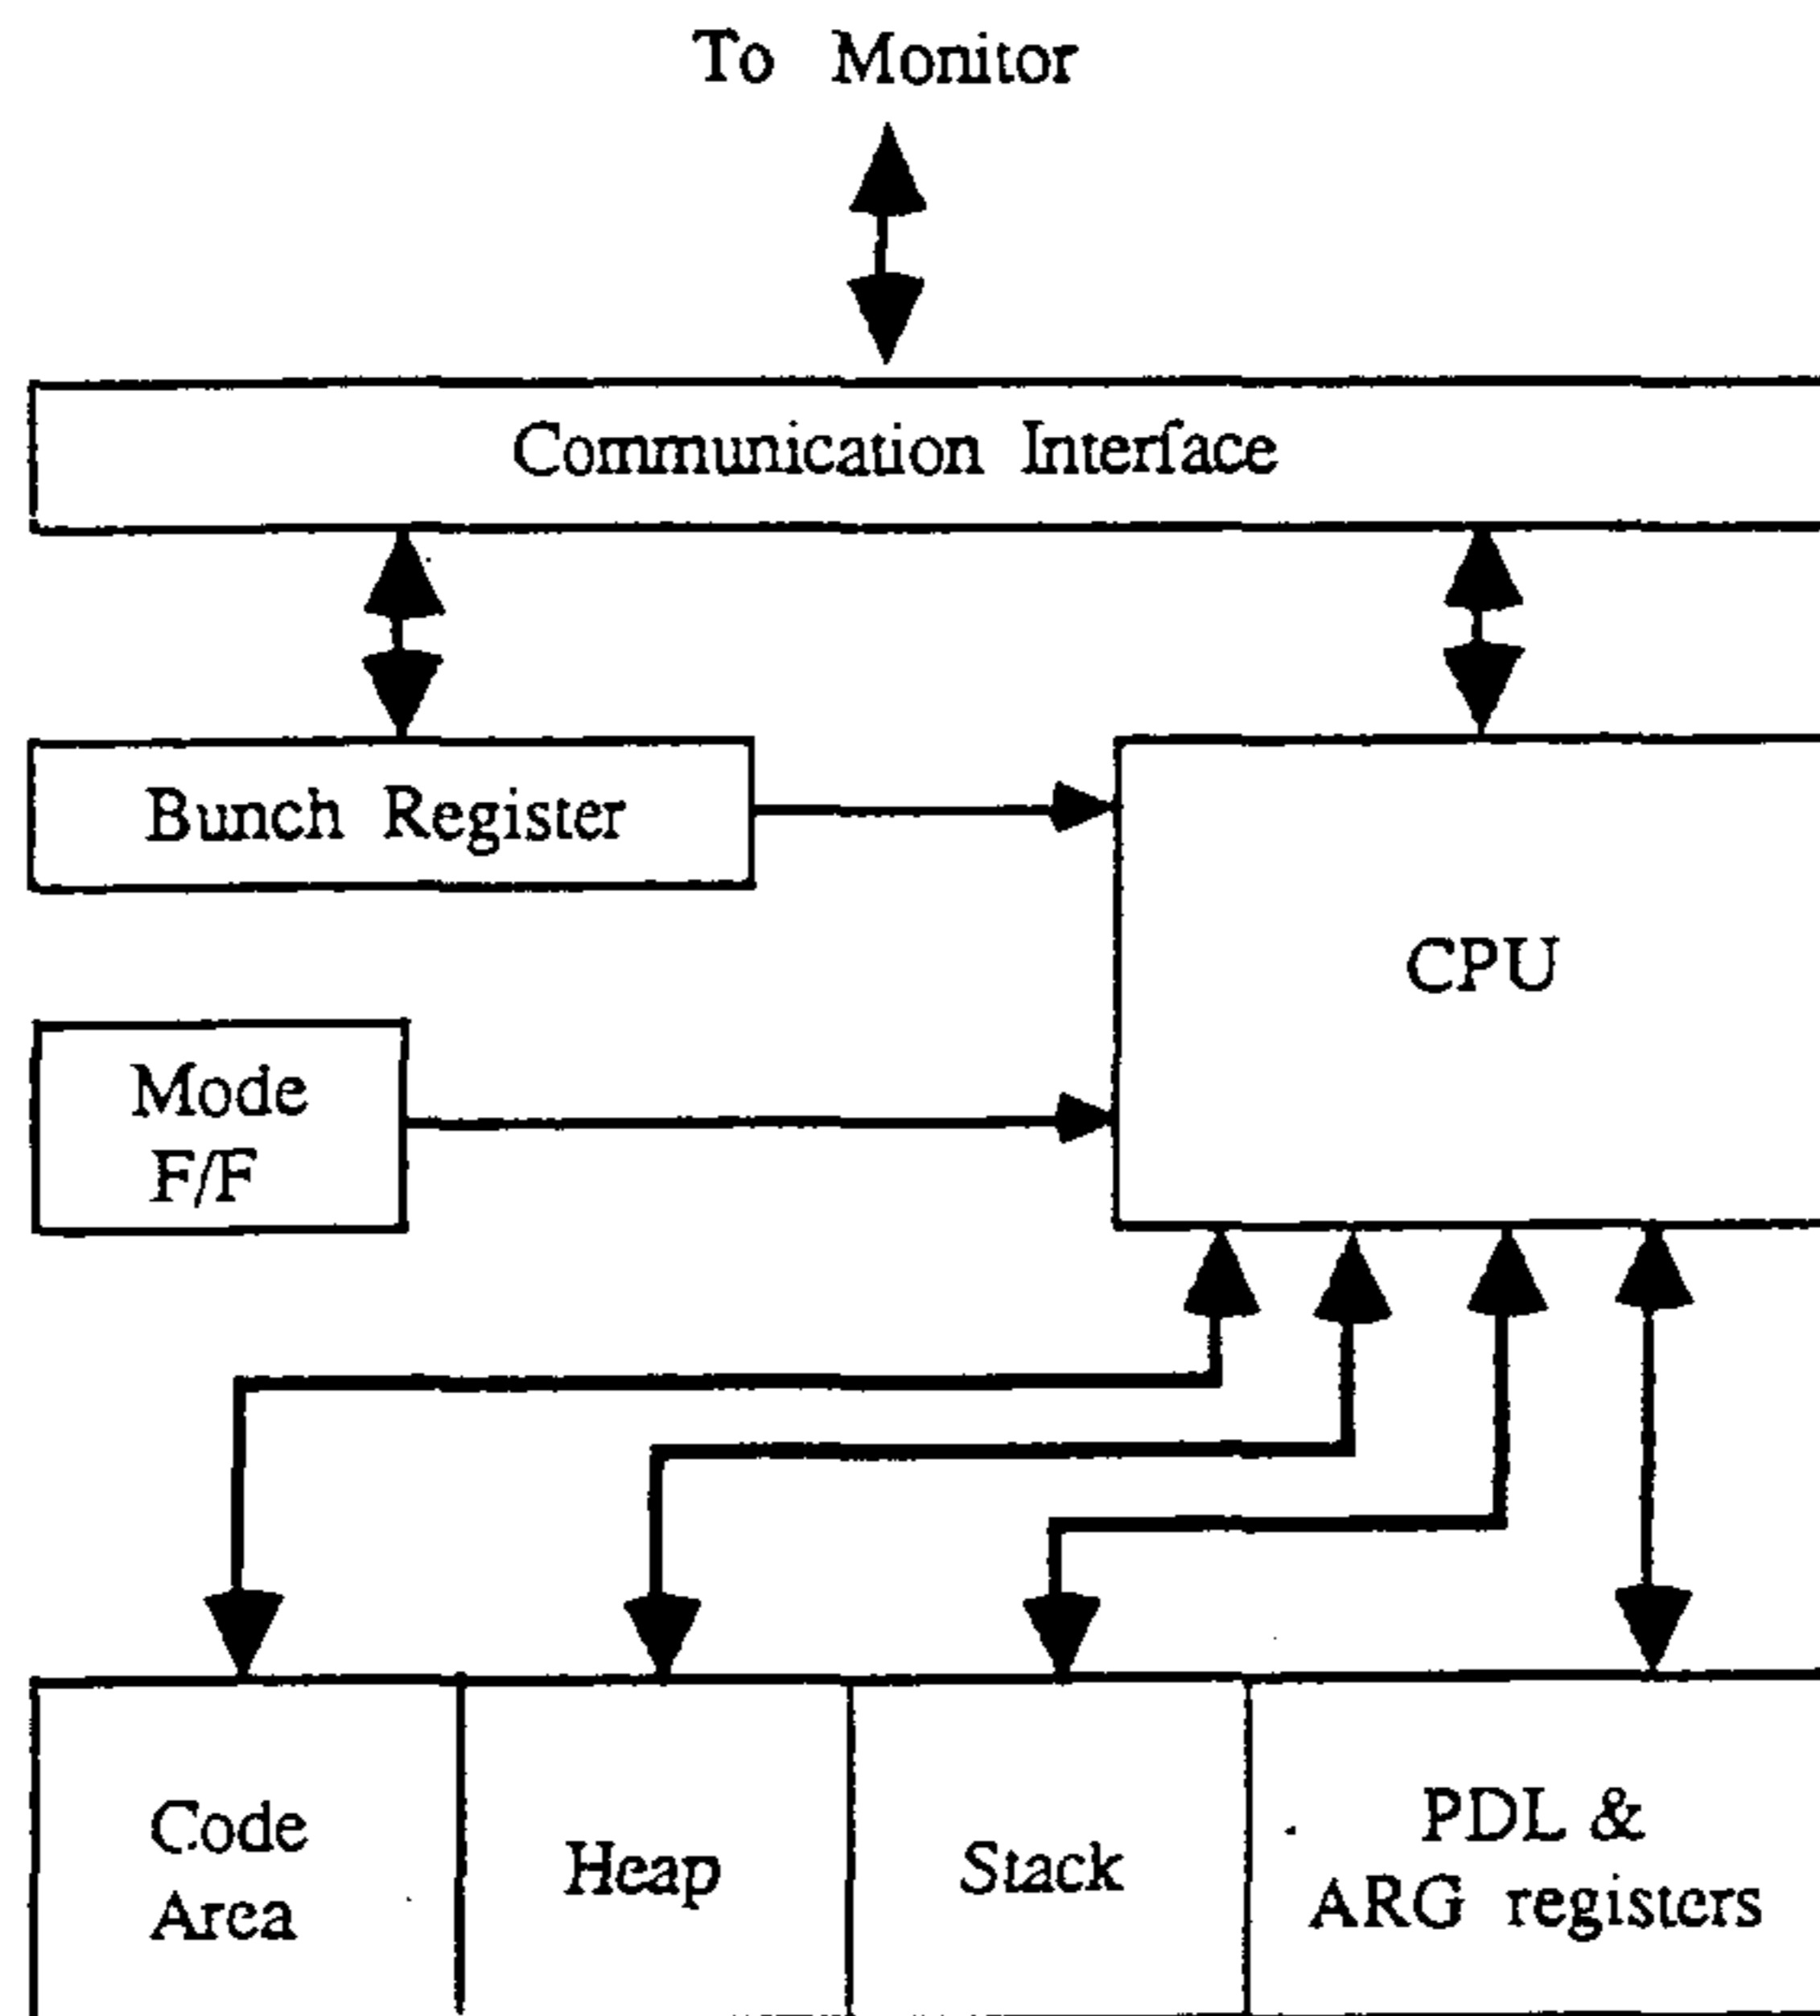 To Monitor
Communication Interface
Bunch Register
CPU
Mode
F/F
Code
Area
Heap
Stack
PDL &
ARG registers